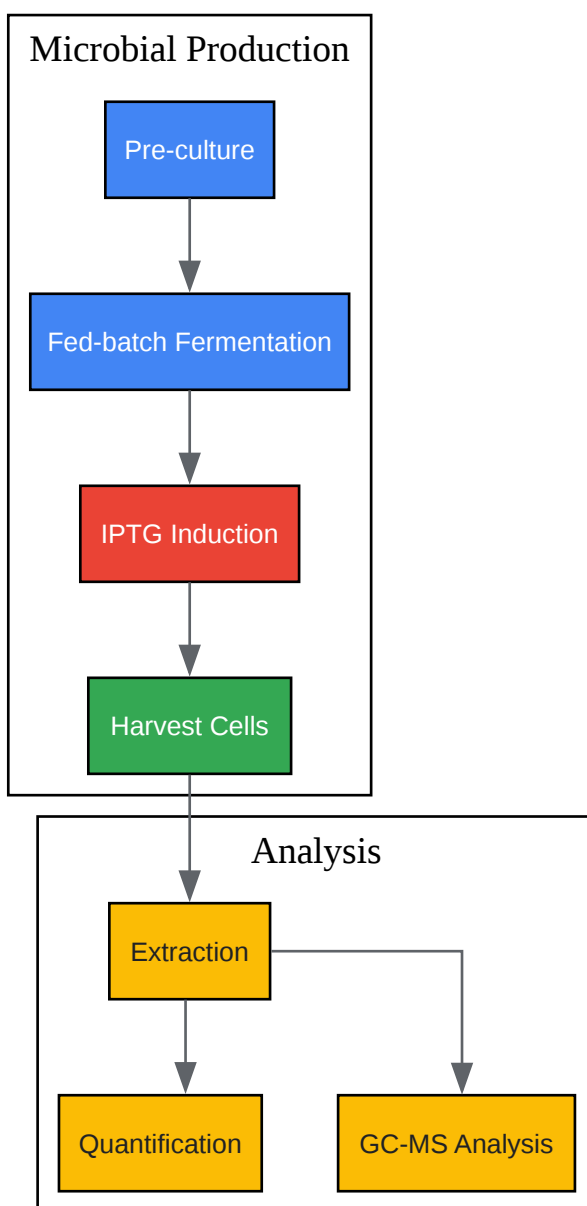 Microbial Production
Pre-culture
Fed-batch Fermentation
IPTG Induction
Harvest Cells
Analysis
Extraction
Quantification
GC-MS Analysis